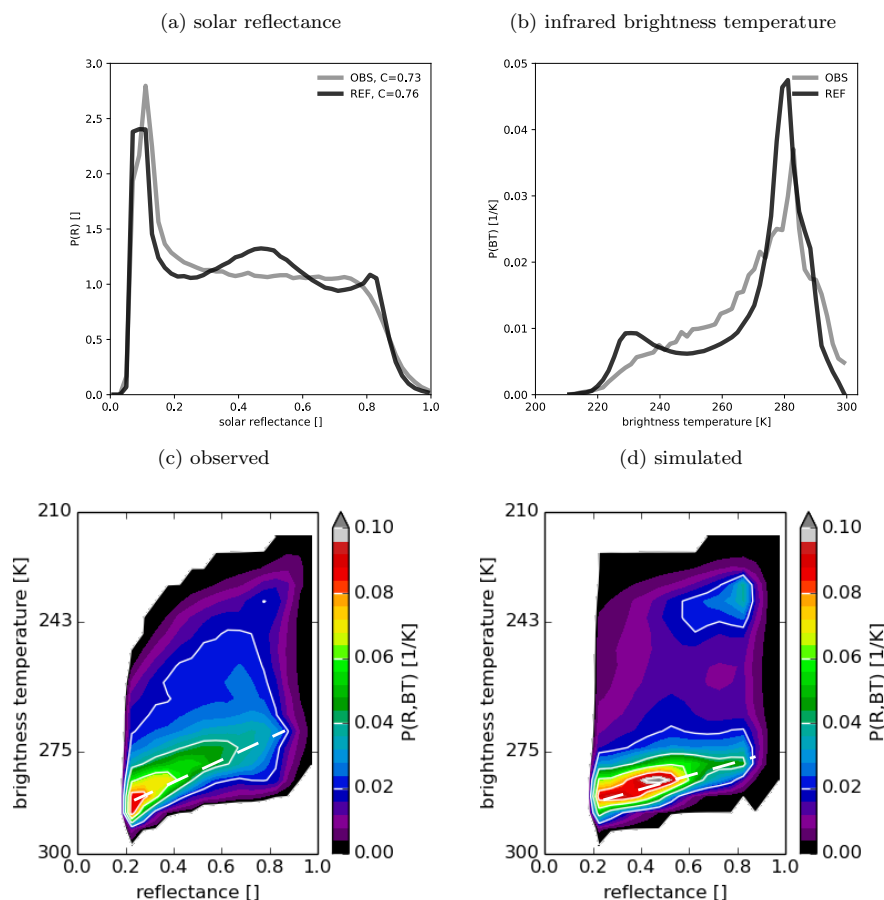 (a) solar reflectance
(b) infrared brightness temperature
3.0
2.5
2.0
1.5
1.0
0.5
0.0
P(R) []
OBS, C=0.73
REF, C=0.76
0.0 0.2 0.4 0.6 0.8 1.0
solar reflectance []
0.05
0.04
0.03
0.02
0.01
0.00
P(BT) [1/K]
OBS
REF
200 220 240 260 280 300
brightness temperature [K]
(c) observed
(d) simulated
210
243
275
300
brightness temperature [K]
0.0 0.2 0.4 0.6 0.8 1.0
reflectance []
0.10
0.08
0.06
0.04
0.02
0.00
P(R,BT) [1/K]
210
243
275
300
brightness temperature [K]
0.0 0.2 0.4 0.6 0.8 1.0
reflectance []
0.10
0.08
0.06
0.04
0.02
0.00
P(R,BT) [1/K]